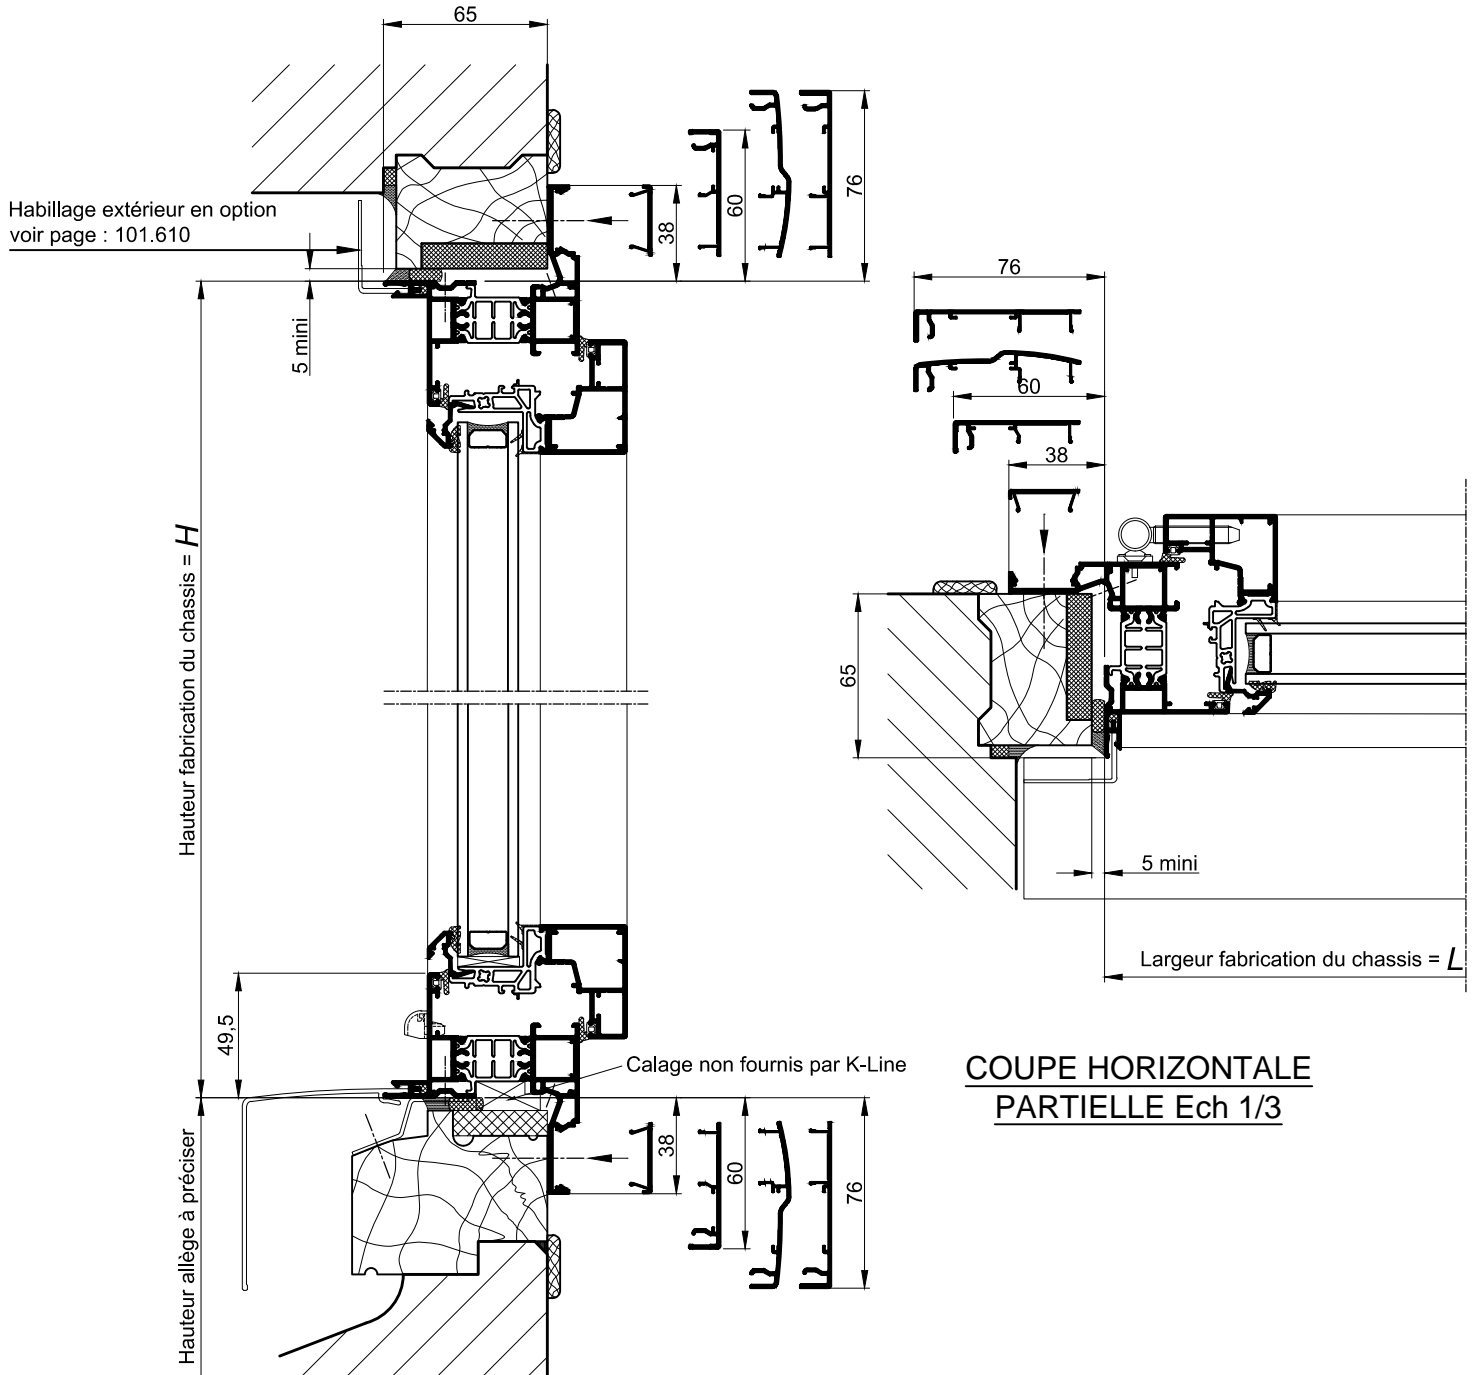 65
Habillage extérieur en option
voir page : 101.610
38
60
76
5 mini
Hauteur fabrication du chassis = H
49,5
Hauteur allège à préciser
Calage non fournis par K-Line
38
60
76
76
60
38
65
5 mini
Largeur fabrication du chassis = L
COUPE HORIZONTALE
PARTIELLE Ech 1/3